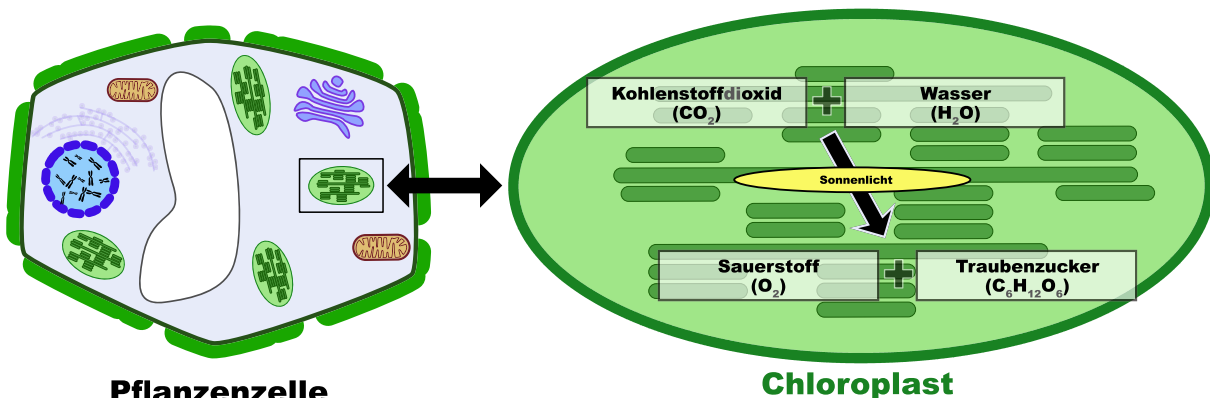 Kohlenstoffdioxid
(CO₂)
+
Wasser
(H₂O)
Sonnenlicht
Sauerstoff
(O₂)
+
Traubenzucker
(C₆H₁₂O₆)
Pflanzenzelle
Chloroplast